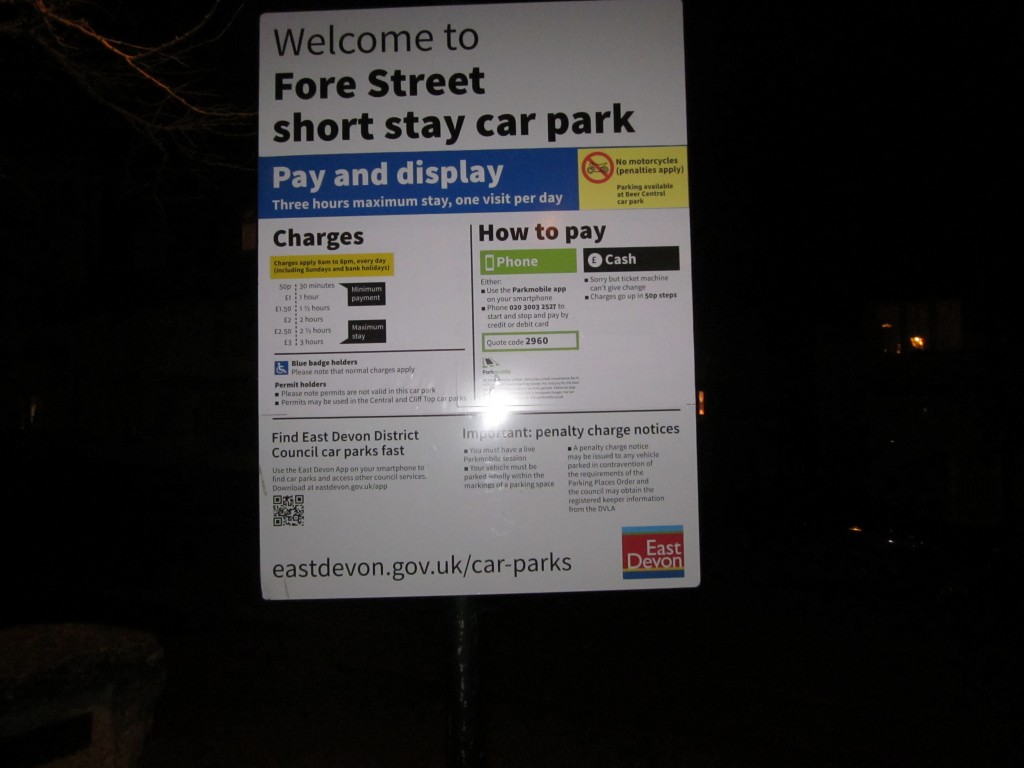 Welcome to
Fore Street
short stay car park
Pay and display
Three hours maximum stay, one visit per day
No motorcycles
(penalties apply)
Parking available
at Beer Central
car park
Charges
Charges apply 8am to 6pm, every day
(including Sundays and bank holidays)
50p 30 minutes
£1 1 hour
£1.50 1 ½ hours
£2 2 hours
£2.50 2 ½ hours
£3 3 hours
Minimum
payment
Maximum
stay
Blue badge holders
Please note that normal charges apply
Permit holders
■ Please note permits are not valid in this car park
■ Permits may be used in the Central and Cliff Top car parks
How to pay
Phone
Either:
■ Use the Parkmobile app
on your smartphone
■ Phone 020 3003 2527 to
start and stop and pay by
credit or debit card
Quote code 2960
£ Cash
■ Sorry but ticket machine
can't give change
■ Charges go up in 50p steps
Find East Devon District
Council car parks fast
Use the East Devon App on your smartphone to
find car parks and access other council services.
Download at eastdevon.gov.uk/app
Important: penalty charge notices
■ You must have a live
Parkmobile session
■ Your vehicle must be
parked wholly within the
markings of a parking space
■ A penalty charge notice
may be issued to any vehicle
parked in contravention of
the requirements of the
Parking Places Order and
the council may obtain the
registered keeper information
from the DVLA
eastdevon.gov.uk/car-parks
East
Devon